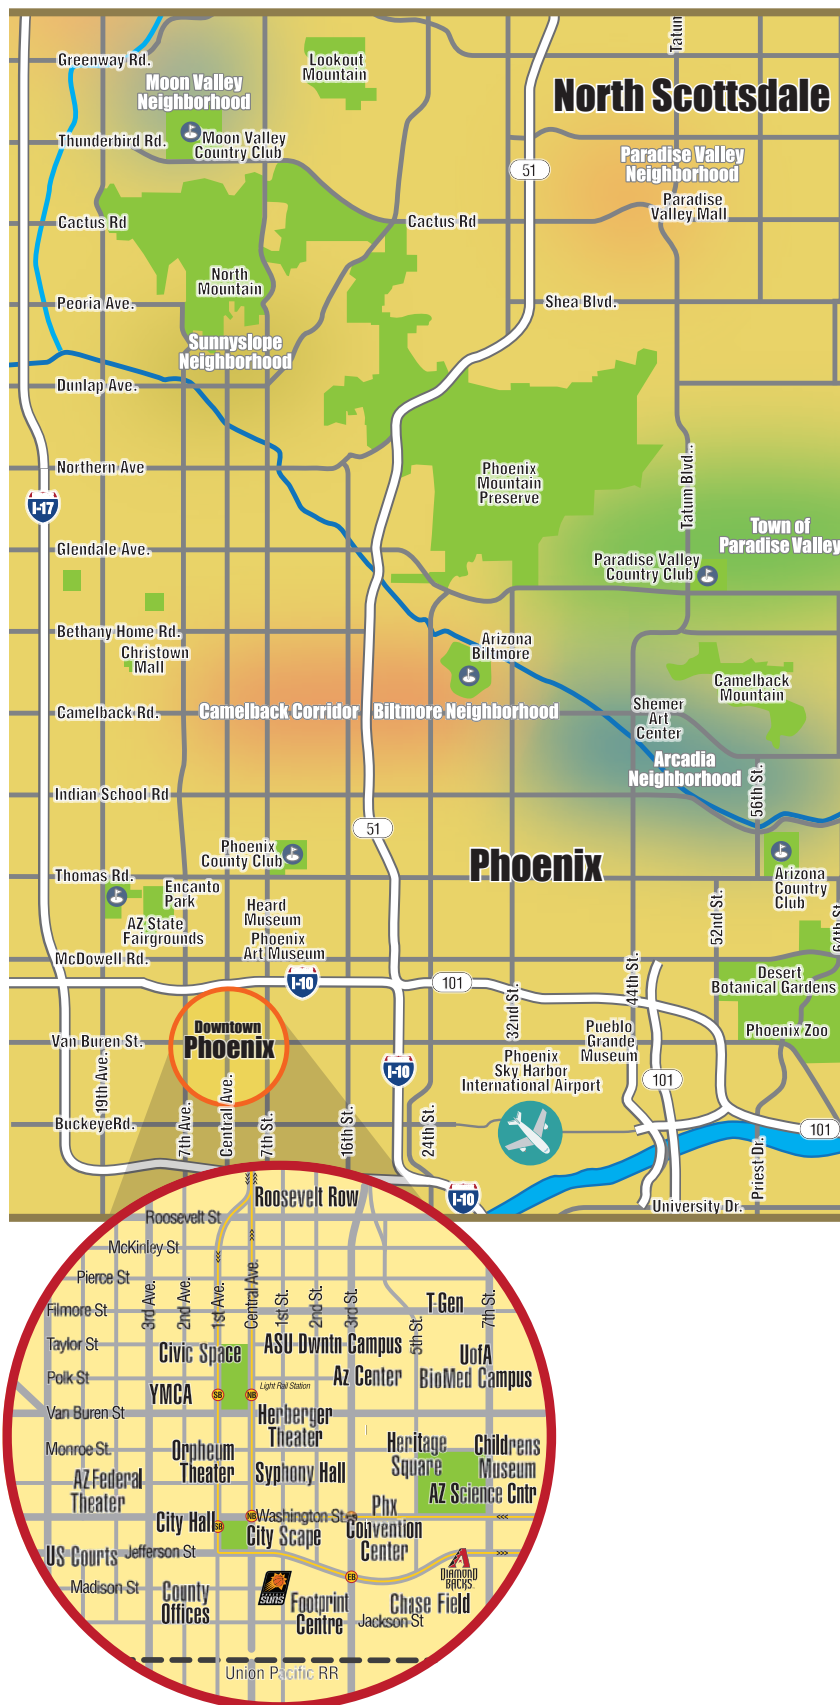 Tatun
Greenway Rd.
Lookout
Mountain
Moon Valley
Neighborhood
North Scottsdale
Thunderbird Rd.
Moon Valley
Country Club
51
Paradise Valley
Neighborhood
Paradise
Valley Mall
Cactus Rd
Cactus Rd
North
Mountain
Peoria Ave.
Shea Blvd.
Sunnyslope
Neighborhood
Dunlap Ave.
Northern Ave
Phoenix
Mountain
Preserve
Tatum Blvd..
I-17
Town of
Paradise Valley
Glendale Ave.
Paradise Valley
Country Club
Bethany Home Rd.
Christown
Mall
Arizona
Biltmore
Camelback
Mountain
Camelback Rd.
Camelback Corridor
Biltmore Neighborhood
Shemer
Art
Center
Arcadia
Neighborhood
56th St.
Indian School Rd
51
Phoenix
County Club
Phoenix
Thomas Rd.
Encanto
Park
Arizona
Country
Club
AZ State
Fairgrounds
Heard
Museum
Phoenix
Art Museum
52nd St.
64th St.
McDowell Rd.
I-10
101
32nd St.
44th St.
Desert
Botanical Gardens
Downtown
Phoenix
Van Buren St.
Pueblo
Grande
Museum
Phoenix Zoo
I-10
Phoenix
Sky Harbor
International Airport
101
19th Ave.
BuckeyeRd.
7th Ave.
Central Ave.
7th St.
16th St.
24th St.
101
Priest Dr.
I-10
University Dr.
Roosevelt Row
Roosevelt St
McKinley St
Pierce St
Filmore St
3rd Ave.
2nd Ave.
1st Ave.
Central Ave.
1st St.
2nd St.
3rd St
5th St.
7th St.
T-Gen
Taylor St
Civic Space
ASU Dwntn Campus
UofA
BioMed Campus
Polk St
Az Center
YMCA
SB
NB
Light Rail Station
Van Buren St
Herberger
Theater
Monroe St.
Orpheum
Theater
Heritage
Square
Childrens
Museum
AZ Federal
Theater
Syphony Hall
AZ Science Cntr
City Hall
SB
NB
Washington St
City Scape
Phx
Convention
Center
US Courts
Jefferson St
Madison St
County
Offices
SUNS
EB
Footprint
Centre
A
DIAMOND
BACKS
Chase Field
Jackson St
Union Pacific RR